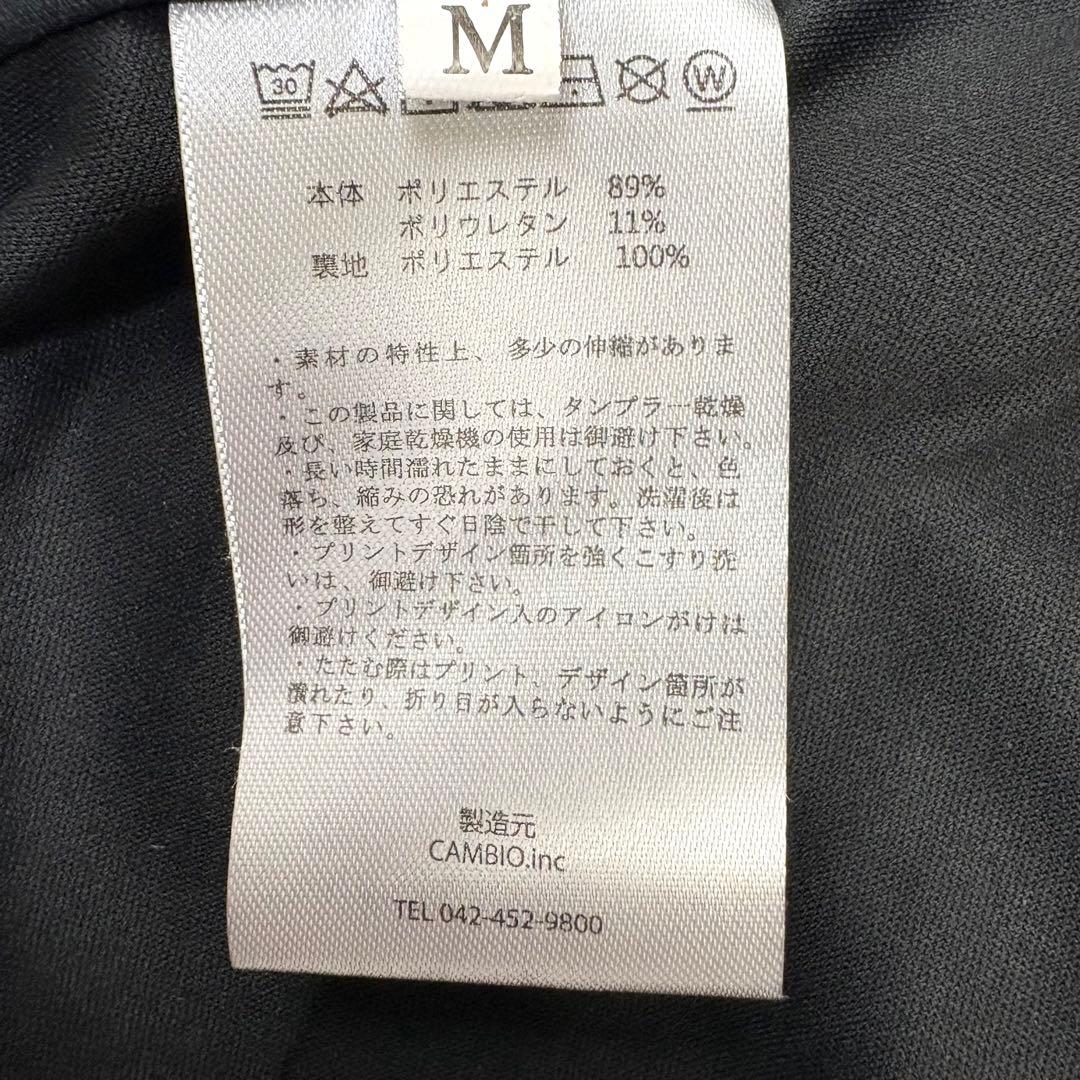 M
30
W
本体 ポリエステル 89%
ポリウレタン 11%
裏地 ポリエステル 100%
・素材の特性上、多少の伸縮がありま
す。
・この製品に関しては、タンプラー乾燥
及び、家庭乾燥機の使用は御避け下さい。
・長い時間濡れたままにしておくと、色
落ち、縮みの恐れがあります。洗濯後は
形を整えてすぐ日陰で干して下さい。
・プリントデザイン箇所を強くこすり洗
いは、御避け下さい。
・プリントデザイン入のアイロンがけは
御避けください。
・たたむ際はプリント、デザイン箇所が
潰れたり、折り目が入らないようにご注
意下さい。
製造元
CAMBIO.inc
TEL 042-452-9800